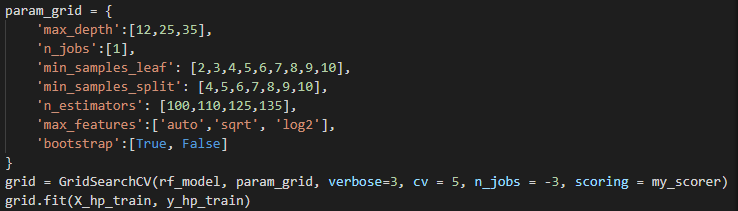 param_grid = {
    'max_depth':[12,25,35],
    'n_jobs':[1],
    'min_samples_leaf': [2,3,4,5,6,7,8,9,10],
    'min_samples_split': [4,5,6,7,8,9,10],
    'n_estimators': [100,110,125,135],
    'max_features':['auto','sqrt', 'log2'],
    'bootstrap':[True, False]
}
grid = GridSearchCV(rf_model, param_grid, verbose=3, cv = 5, n_jobs = -3, scoring = my_scorer)
grid.fit(X_hp_train, y_hp_train)